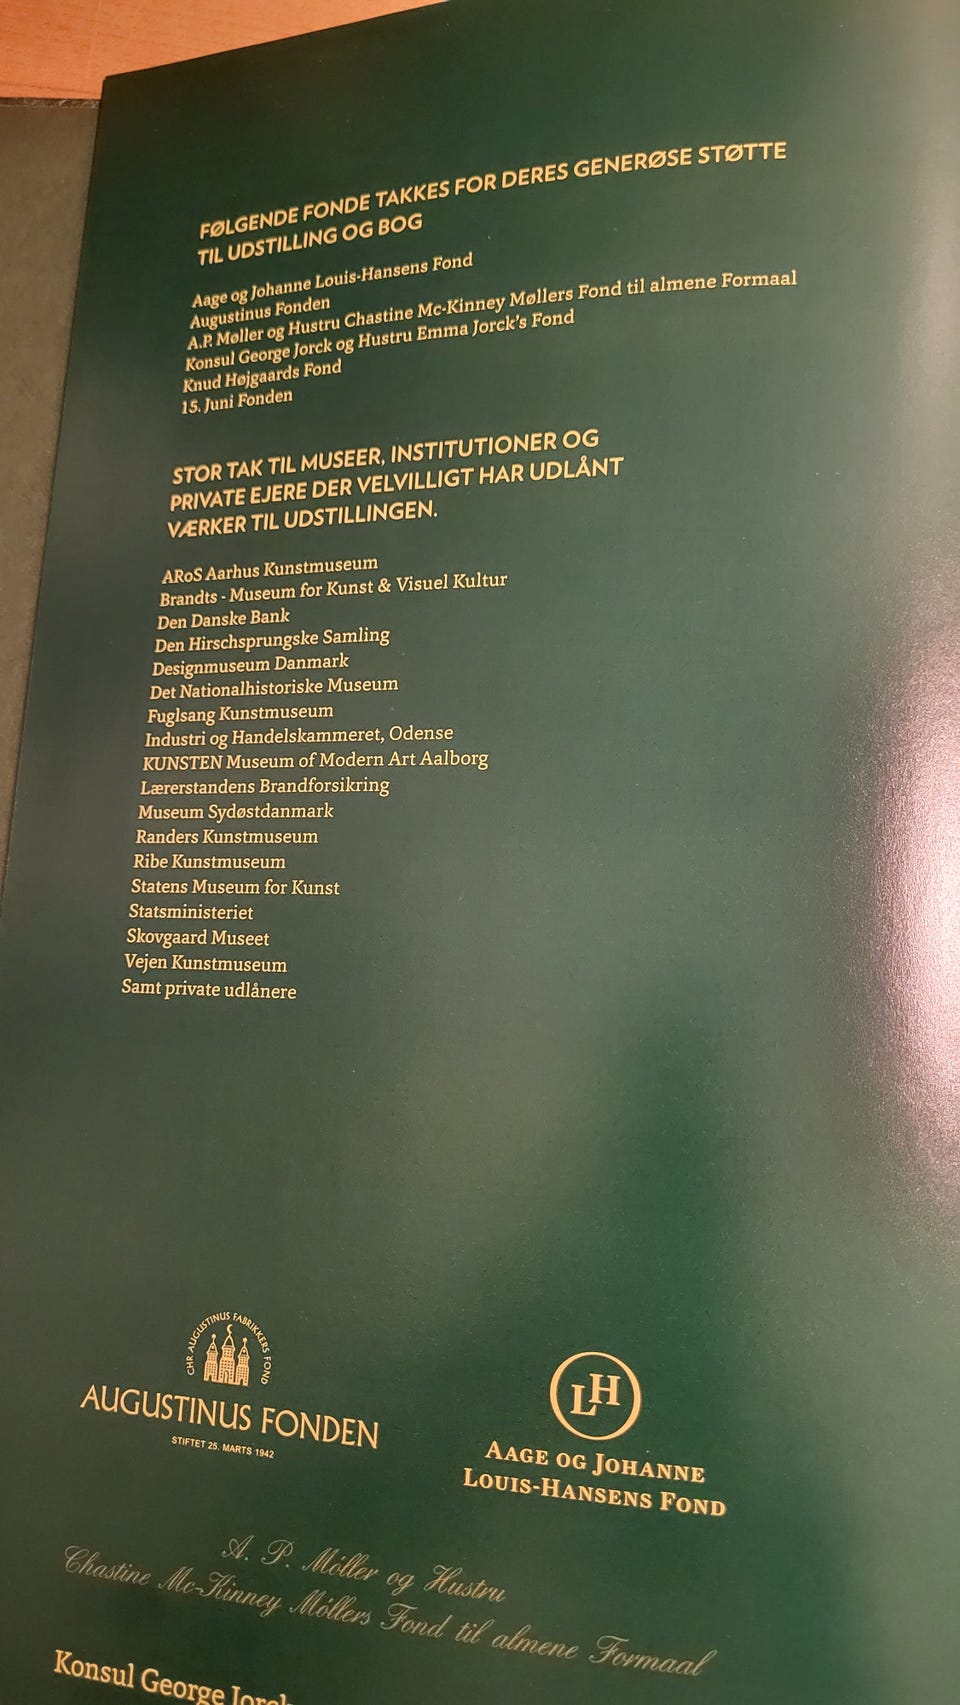 FØLGENDE FONDE TAKKES FOR DERES GENERØSE STØTTE
TIL UDSTILLING OG BOG
Aage og Johanne Louis-Hansens Fond
Augustinus Fonden
A.P. Møller og Hustru Chastine Mc-Kinney Møllers Fond til almene Formaal
Konsul George Jorck og Hustru Emma Jorck's Fond
Knud Højgaards Fond
15. Juni Fonden
STOR TAK TIL MUSEER, INSTITUTIONER OG
PRIVATE EJERE DER VELVILLIGT HAR UDLÅNT
VÆRKER TIL UDSTILLINGEN.
ARoS Aarhus Kunstmuseum
Brandts - Museum for Kunst & Visuel Kultur
Den Danske Bank
Den Hirschsprungske Samling
Designmuseum Danmark
Det Nationalhistoriske Museum
Fuglsang Kunstmuseum
Industri og Handelskammeret, Odense
KUNSTEN Museum of Modern Art Aalborg
Lærerstandens Brandforsikring
Museum Sydøstdanmark
Randers Kunstmuseum
Ribe Kunstmuseum
Statens Museum for Kunst
Statsministeriet
Skovgaard Museet
Vejen Kunstmuseum
Samt private udlånere
CHR. AUGUSTINUS FABRIKKERS FOND
AUGUSTINUS FONDEN
STIFTET 25. MARTS 1942
LH
AAGE OG JOHANNE
LOUIS-HANSENS FOND
A. P. Möller og Hustru
Chastine Mc-Kinney Möllers Fond til almene Formaal
Konsul George Jorck